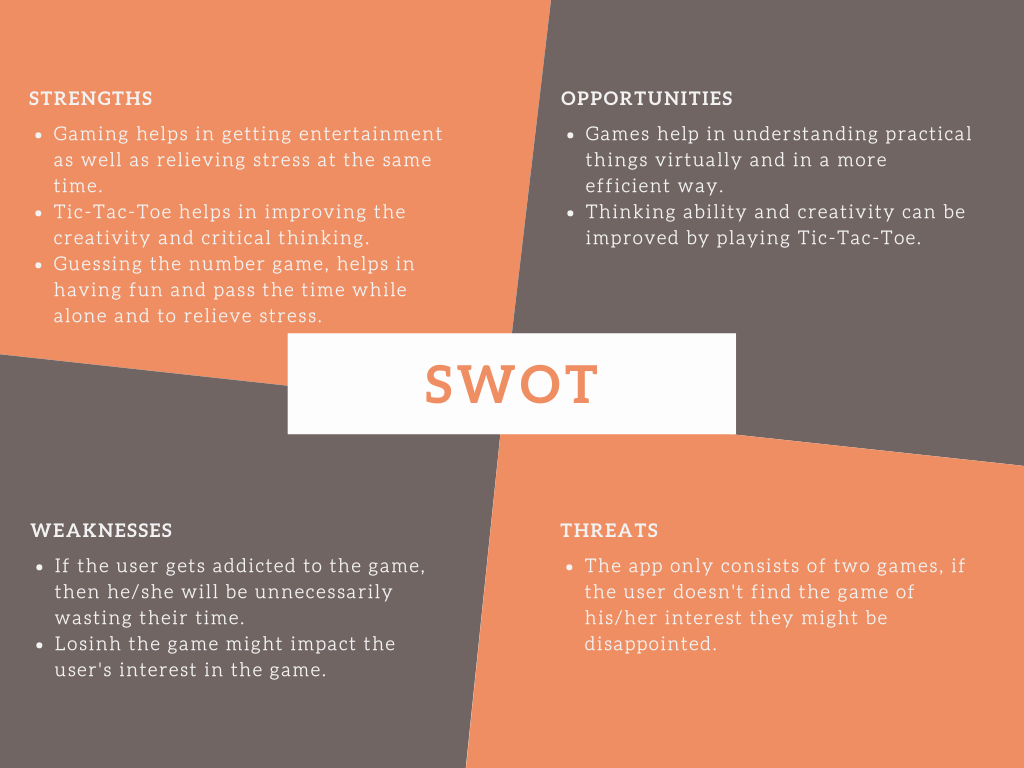 STRENGTHS
• Gaming helps in getting entertainment
as well as relieving stress at the same
time.
• Tic-Tac-Toe helps in improving the
creativity and critical thinking.
• Guessing the number game, helps in
having fun and pass the time while
alone and to relieve stress.
OPPORTUNITIES
• Games help in understanding practical
things virtually and in a more
efficient way.
• Thinking ability and creativity can be
improved by playing Tic-Tac-Toe.
SWOT
WEAKNESSES
• If the user gets addicted to the game,
then he/she will be unnecessarily
wasting their time.
• Losinh the game might impact the
user's interest in the game.
THREATS
• The app only consists of two games, if
the user doesn't find the game of
his/her interest they might be
disappointed.